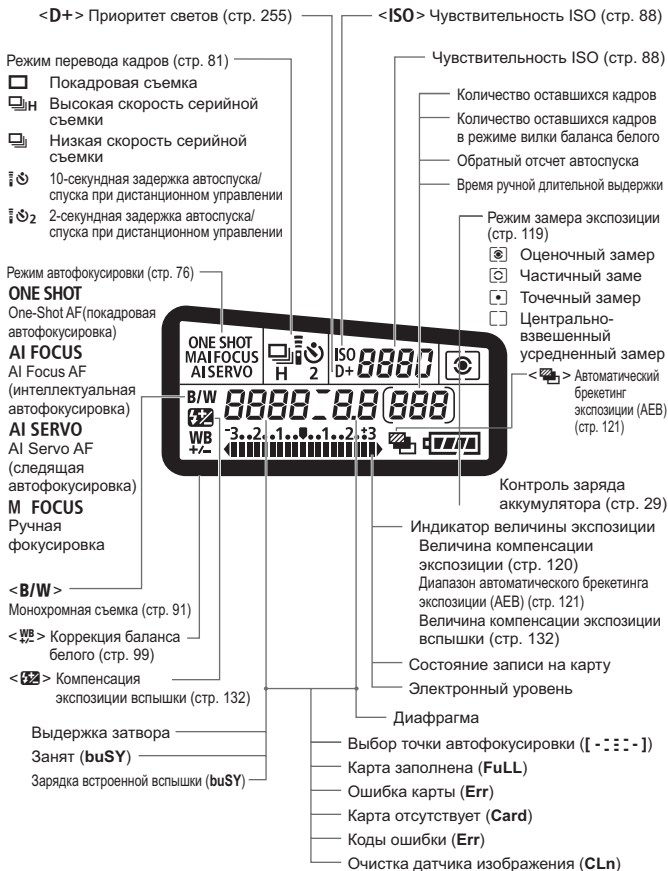 <D+> Приоритет светов (стр. 255)
<ISO> Чувствительность ISO (стр. 88)
Режим перевода кадров (стр. 81)
Покадровая съемка
H Высокая скорость серийной
съемки
Низкая скорость серийной
съемки
10-секундная задержка автоспуска/
спуска при дистанционном управлении
2 2-секундная задержка автоспуска/
спуска при дистанционном управлении
Чувствительность ISO (стр. 88)
Количество оставшихся кадров
Количество оставшихся кадров
в режиме вилки баланса белого
Обратный отсчет автоспуска
Время ручной длительной выдержки
Режим замера экспозиции
(стр. 119)
Оценочный замер
Частичный заме
Точечный замер
Центрально-
взвешенный
усредненный замер
Режим автофокусировки (стр. 76)
ONE SHOT
One-Shot AF(покадровая
автофокусировка)
AI FOCUS
AI Focus AF
(интеллектуальная
автофокусировка)
AI SERVO
AI Servo AF
(следящая
автофокусировка)
M FOCUS
Ручная
фокусировка
ONE SHOT
MAI FOCUS
AI SERVO
H 2
ISO
D+ 8888
B/W 8888 - 8.8 (888)
WB
+/-
-3..2..1..0..1..2..+3
< > Автоматический
брекетинг
экспозиции (AEB)
(стр. 121)
Контроль заряда
аккумулятора (стр. 29)
Индикатор величины экспозиции
Величина компенсации
экспозиции (стр. 120)
Диапазон автоматического брекетинга
экспозиции (AEB) (стр. 121)
Величина компенсации экспозиции
вспышки (стр. 132)
Состояние записи на карту
Электронный уровень
<B/W>
Монохромная съемка (стр. 91)
<WB +/-> Коррекция баланса
белого (стр. 99)
< > Компенсация
экспозиции вспышки (стр. 132)
Выдержка затвора
Занят (buSY)
Зарядка встроенной вспышки (buSY)
Диафрагма
Выбор точки автофокусировки ([ - - ])
Карта заполнена (FuLL)
Ошибка карты (Err)
Карта отсутствует (Card)
Коды ошибки (Err)
Очистка датчика изображения (CLn)